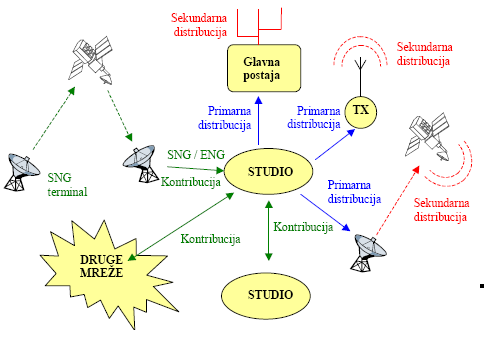 Sekundarna
distribucija
Glavna
postaja
Sekundarna
distribucija
Primarna
distribucija
Primarna
distribucija
TX
SNG / ENG
Kontribucija
STUDIO
SNG
terminal
Primarna
distribucija
Sekundarna
distribucija
Kontribucija
Kontribucija
DRUGE
MREŽE
STUDIO